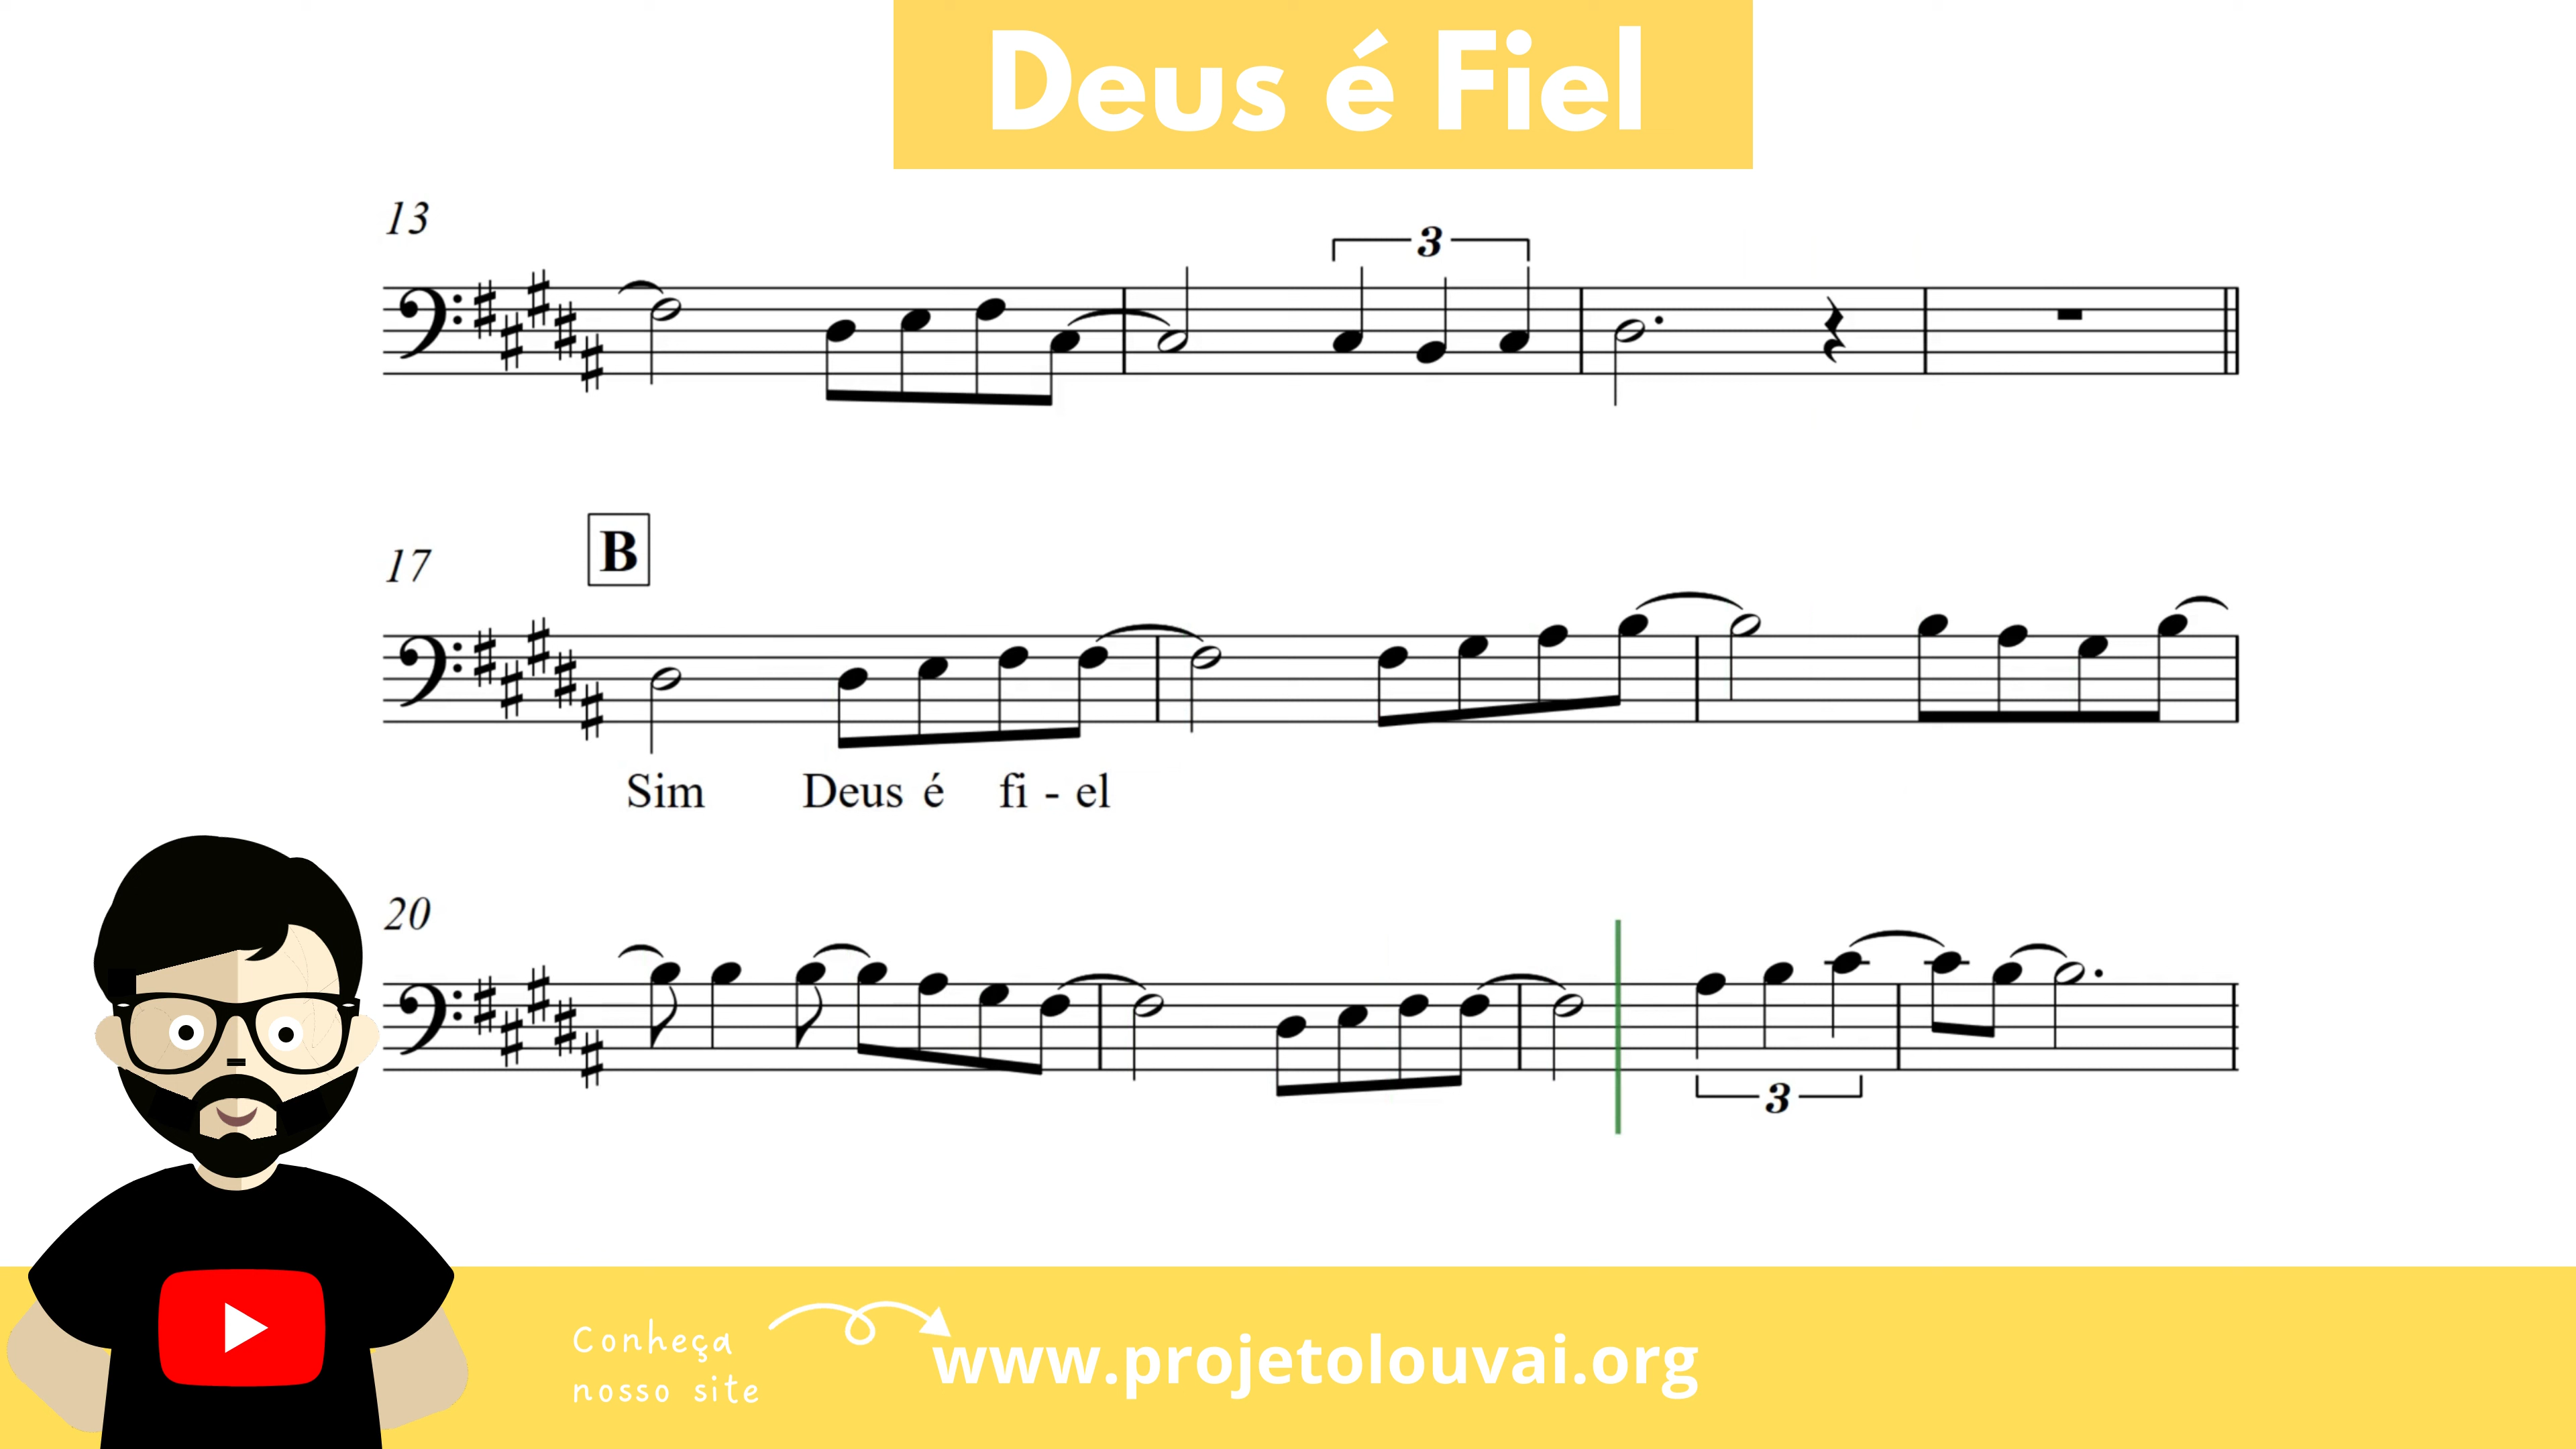 Deus é Fiel
13
3
17
B
Sim Deus é fi - el
20
3
Conheça
nosso site
www.projetolouvai.org